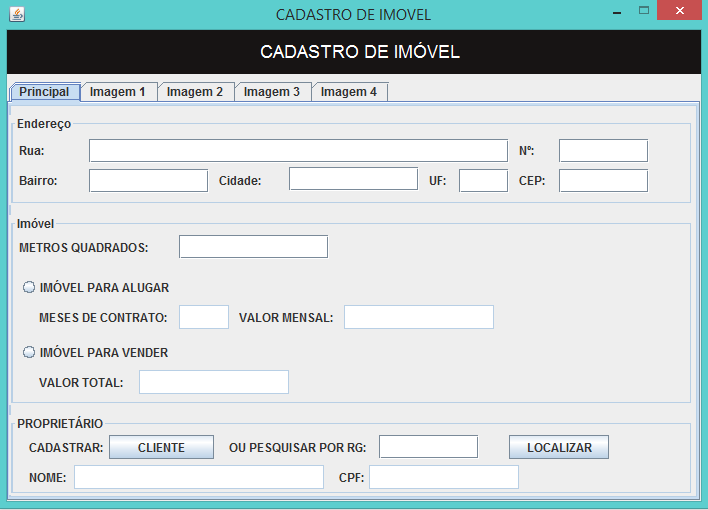 CADASTRO DE IMOVEL
CADASTRO DE IMÓVEL
Principal Imagem 1 Imagem 2 Imagem 3 Imagem 4
Endereço
Rua: Nº:
Bairro: Cidade: UF: CEP:
Imóvel
METROS QUADRADOS:
IMÓVEL PARA ALUGAR
MESES DE CONTRATO: VALOR MENSAL:
IMÓVEL PARA VENDER
VALOR TOTAL:
PROPRIETÁRIO
CADASTRAR: CLIENTE OU PESQUISAR POR RG: LOCALIZAR
NOME: CPF: